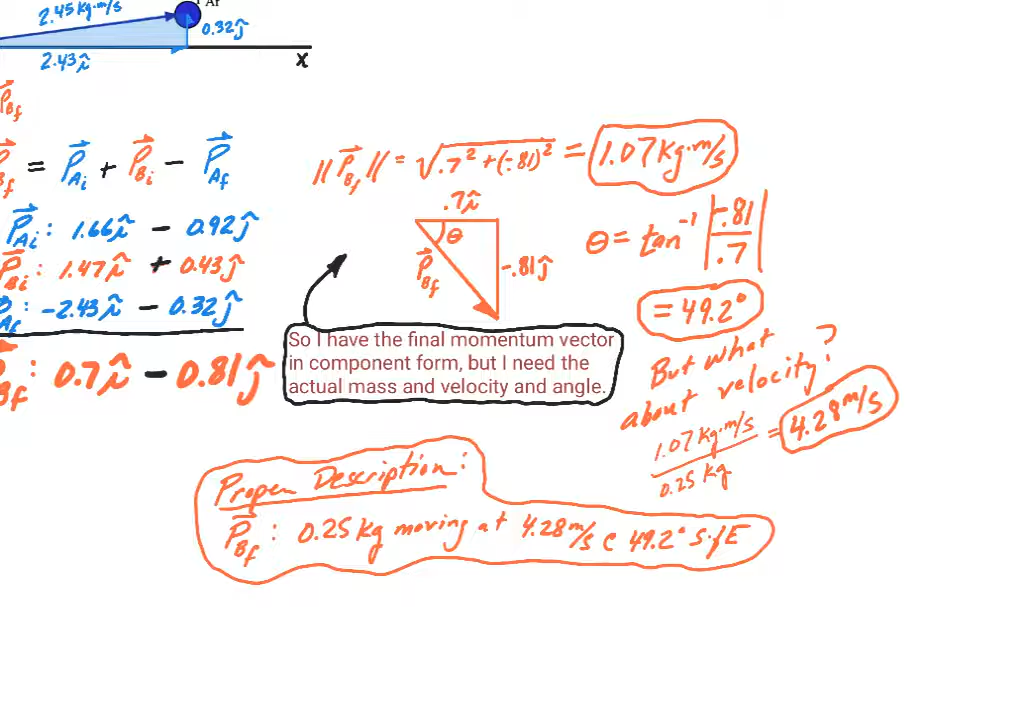 2.45 kg·m/s
Af
0.32ĵ
2.43î
x
P⃗Bf
P⃗Bf = P⃗Ai + P⃗Bi − P⃗Af
P⃗Ai: 1.66î − 0.92ĵ
P⃗Bi: 1.47î + 0.43ĵ
P⃗Af: -2.43î − 0.32ĵ
P⃗Bf: 0.7î − 0.81ĵ
||P⃗Bf|| = √.7² + (-.81)² = 1.07 kg·m/s
.7î
θ
P⃗Bf
-.81ĵ
θ = tan⁻¹ |-.81/.7|
= 49.2°
So I have the final momentum vector
in component form, but I need the
actual mass and velocity and angle.
But what
about velocity?
1.07 kg·m/s / 0.25 kg = 4.28 m/s
Proper Description:
P⃗Bf: 0.25 kg moving at 4.28 m/s @ 49.2° S of E